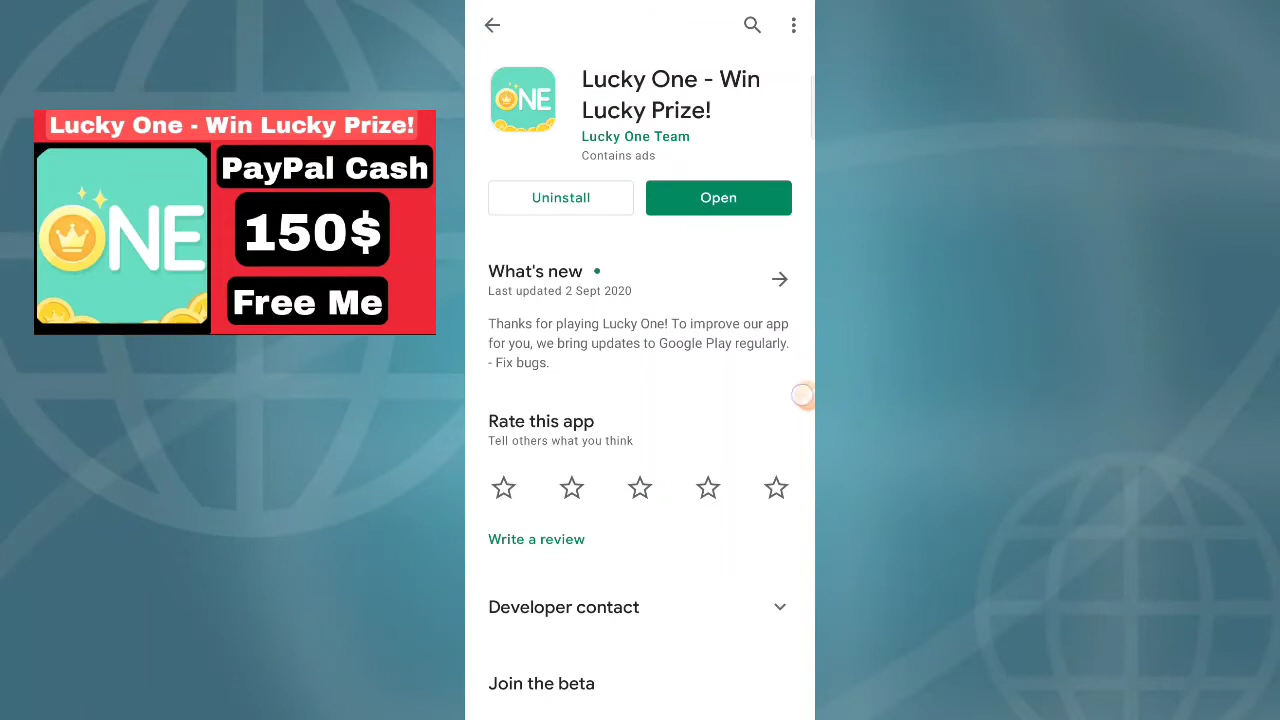 Lucky One - Win Lucky Prize!
PayPal Cash
150$
Free Me
ONE
ONE
Lucky One - Win
Lucky Prize!
Lucky One Team
Contains ads
Uninstall
Open
What's new
Last updated 2 Sept 2020
Thanks for playing Lucky One! To improve our app
for you, we bring updates to Google Play regularly.
- Fix bugs.
Rate this app
Tell others what you think
Write a review
Developer contact
Join the beta